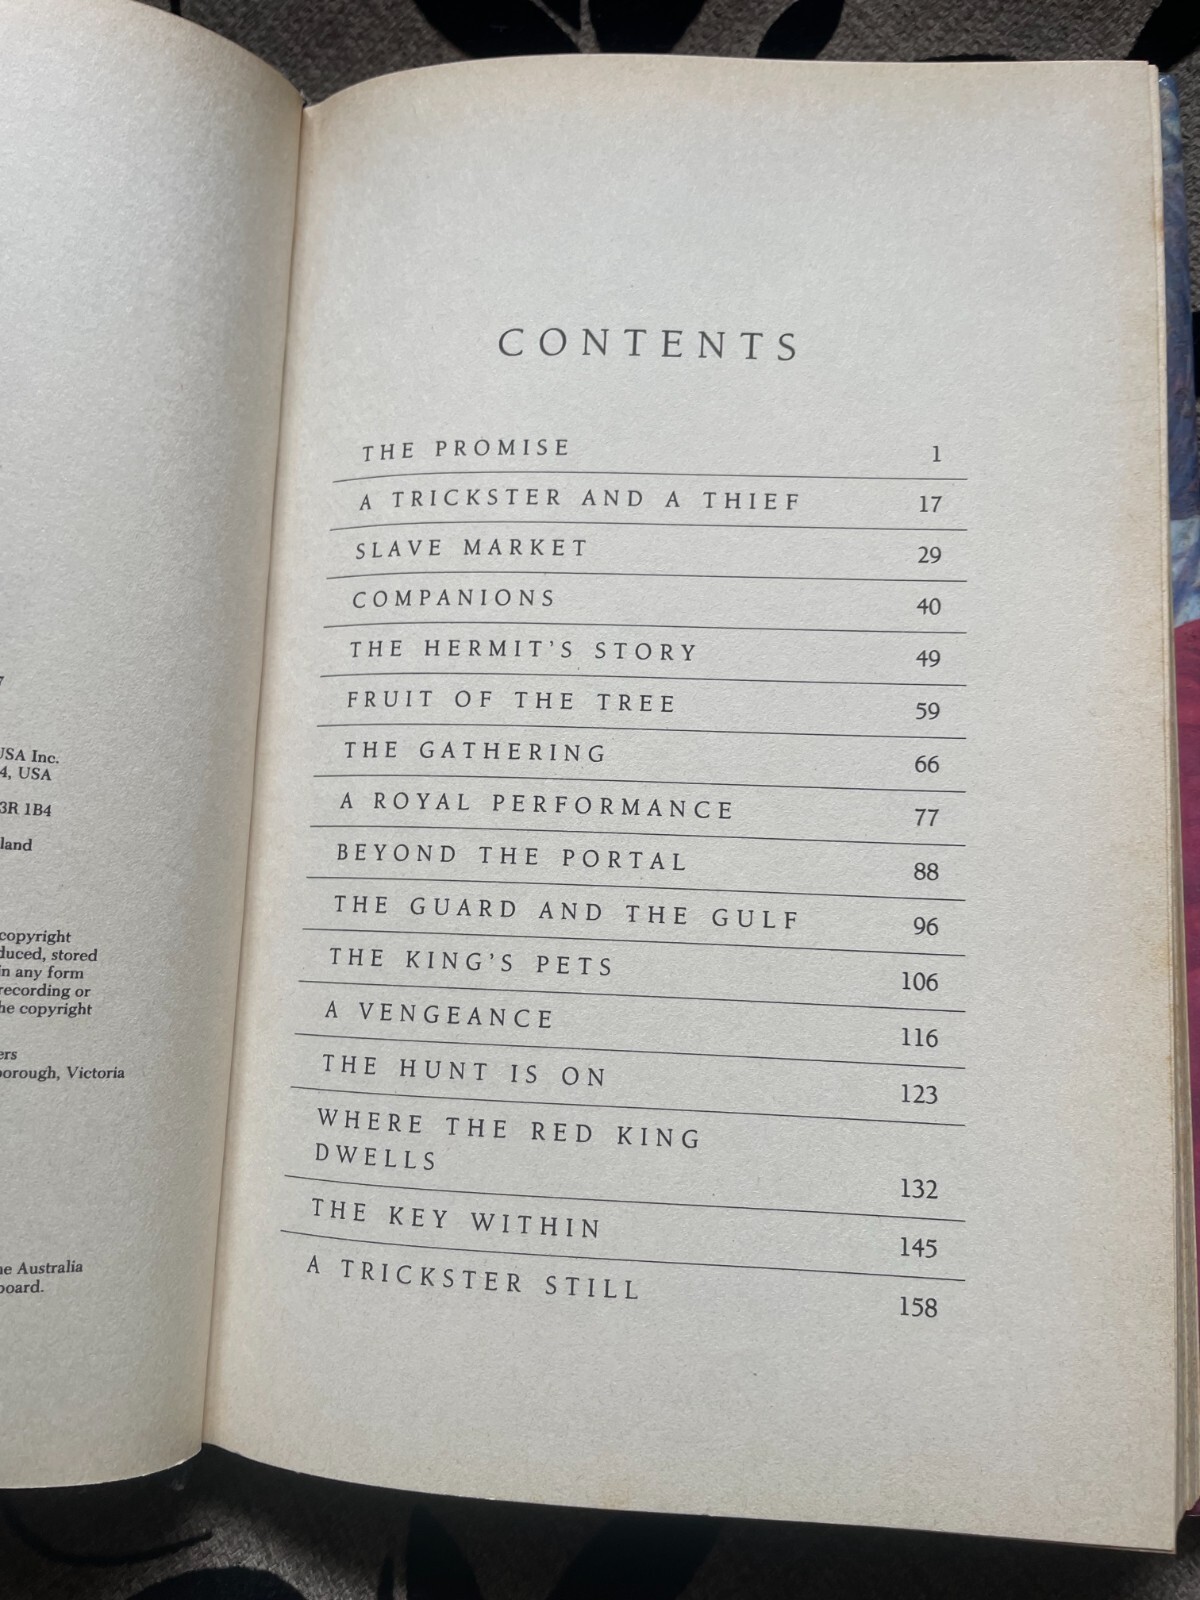 USA Inc.
4, USA
3R 1B4
land
copyright
duced, stored
in any form
recording or
he copyright
ers
borough, Victoria
ne Australia
board.
CONTENTS
THE PROMISE 1
A TRICKSTER AND A THIEF 17
SLAVE MARKET 29
COMPANIONS 40
THE HERMIT'S STORY 49
FRUIT OF THE TREE 59
THE GATHERING 66
A ROYAL PERFORMANCE 77
BEYOND THE PORTAL 88
THE GUARD AND THE GULF 96
THE KING'S PETS 106
A VENGEANCE 116
THE HUNT IS ON 123
WHERE THE RED KING
DWELLS 132
THE KEY WITHIN 145
A TRICKSTER STILL 158